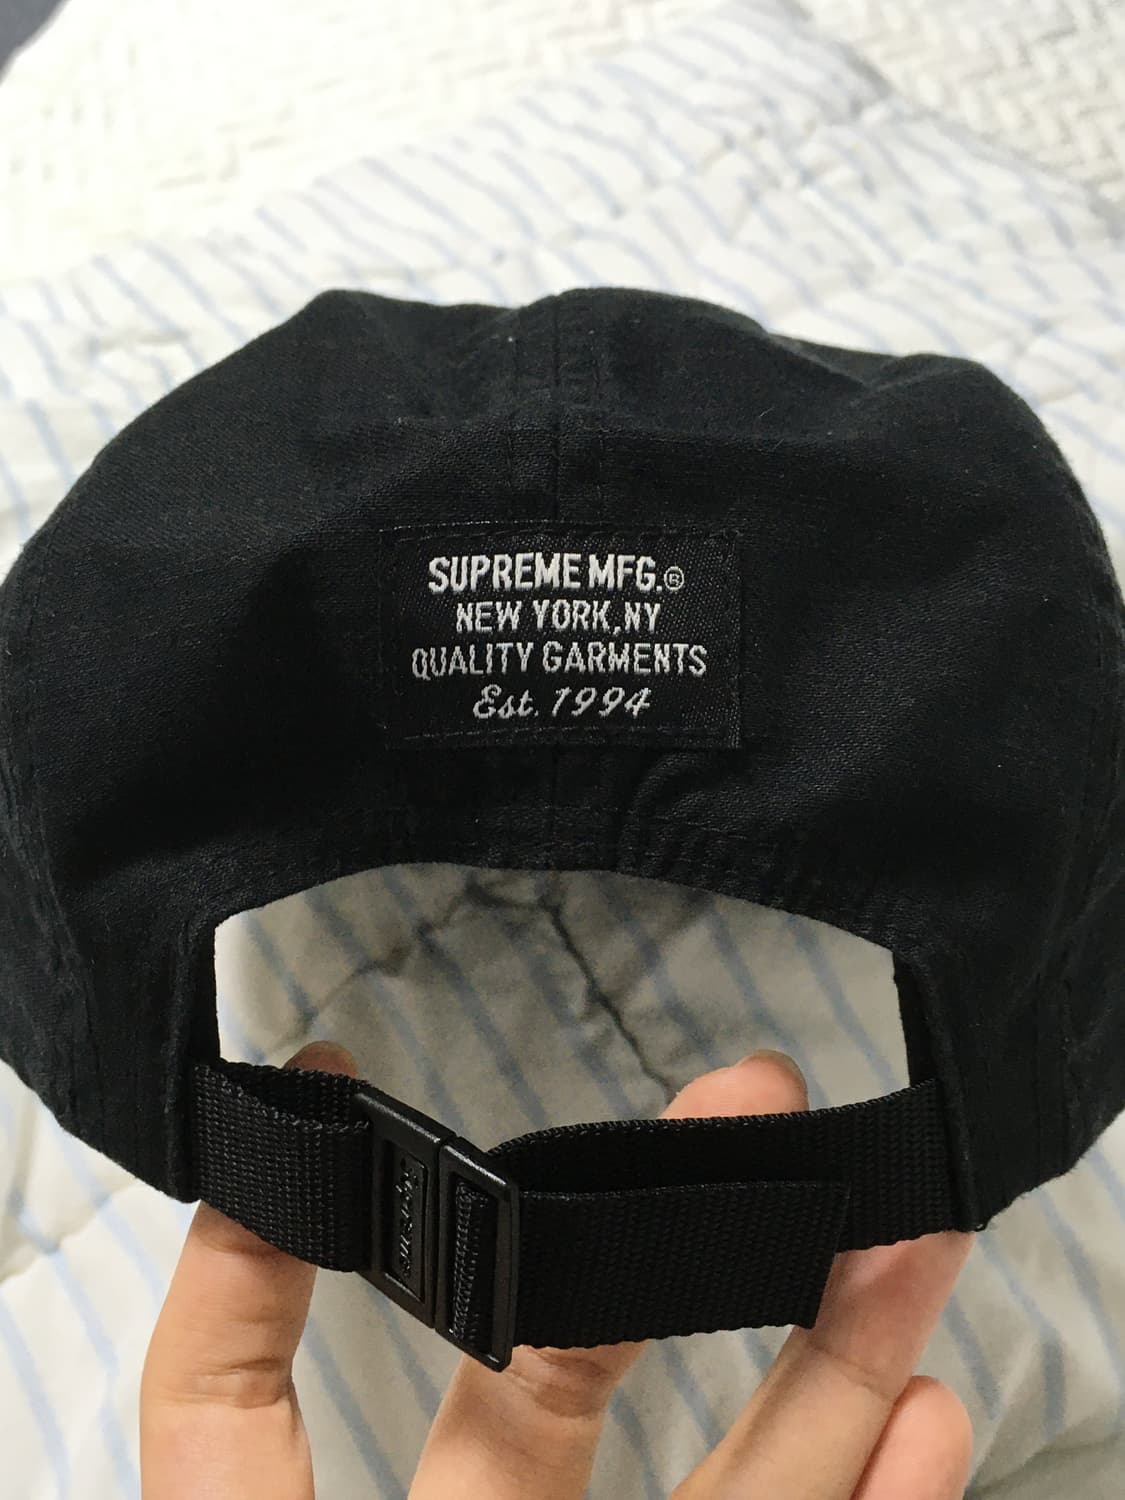 SUPREME MFG.®
NEW YORK, NY
QUALITY GARMENTS
Est. 1994